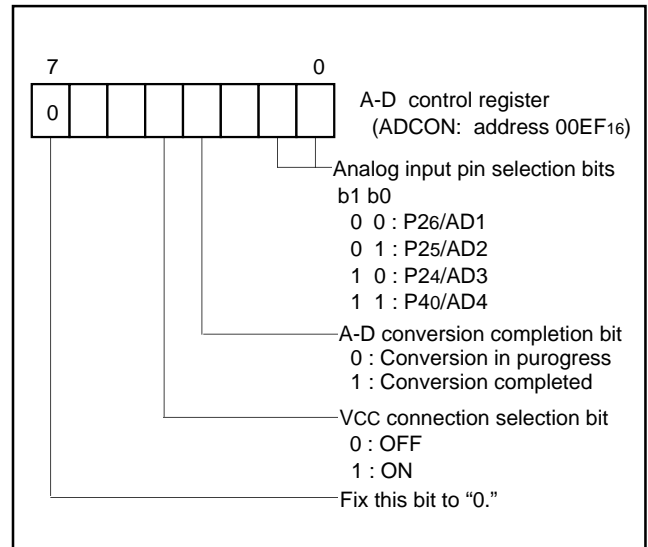 7 0
0
A-D control register
(ADCON: address 00EF16)
Analog input pin selection bits
b1 b0
0 0 : P26/AD1
0 1 : P25/AD2
1 0 : P24/AD3
1 1 : P40/AD4
A-D conversion completion bit
0 : Conversion in purogress
1 : Conversion completed
VCC connection selection bit
0 : OFF
1 : ON
Fix this bit to “0.”